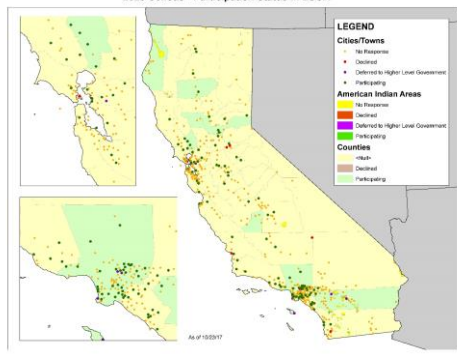 LEGEND
Cities/Towns
No Response
Declined
Deferred to Higher Level Government
Participating
American Indian Areas
No Response
Declined
Deferred to Higher Level Government
Participating
Counties
<Null>
Declined
Participating
As of 10/23/17